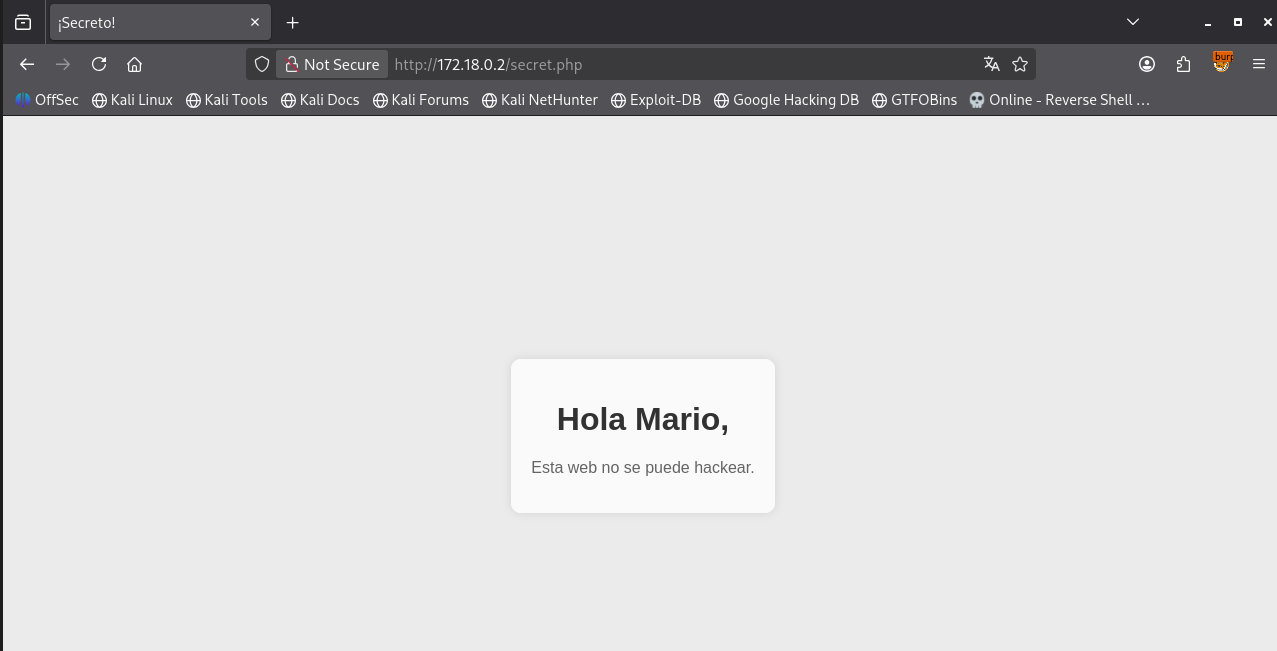 ¡Secreto!
Not Secure
http://172.18.0.2/secret.php
burp
OffSec
Kali Linux
Kali Tools
Kali Docs
Kali Forums
Kali NetHunter
Exploit-DB
Google Hacking DB
GTFOBins
Online - Reverse Shell …
Hola Mario,
Esta web no se puede hackear.